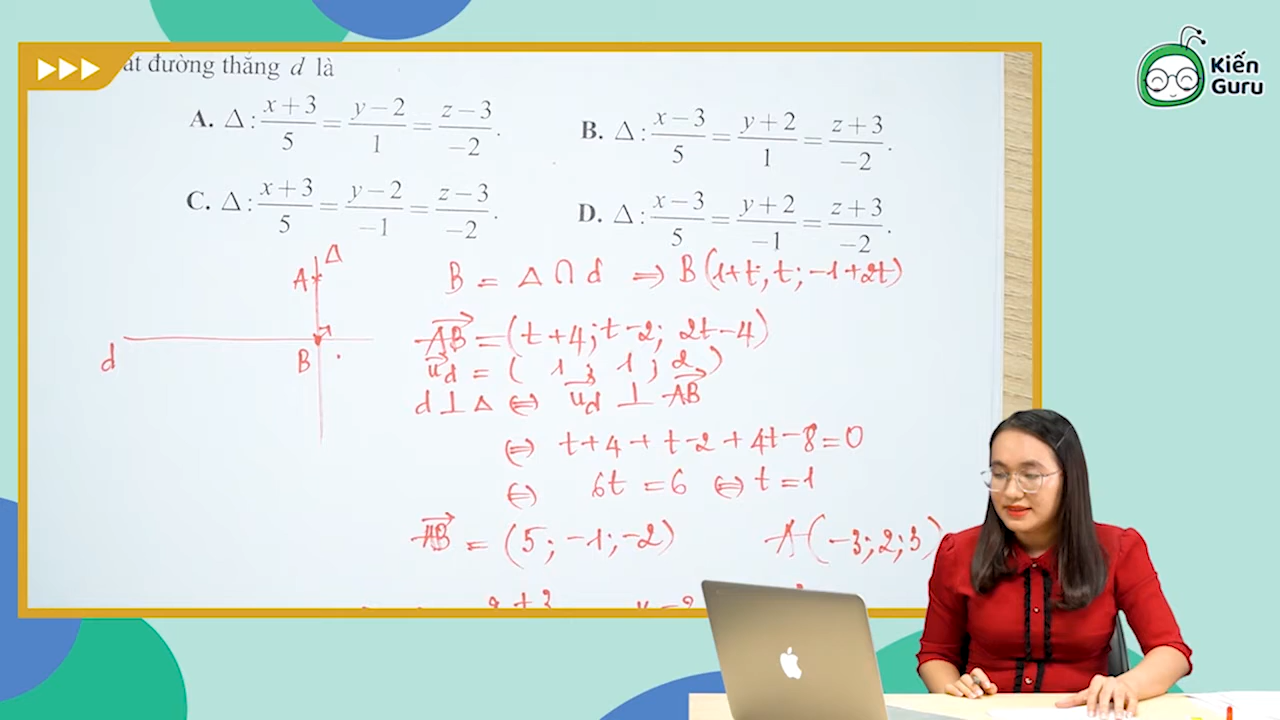 át đường thẳng d là
A. Δ: (x+3)/5 = (y−2)/1 = (z−3)/−2.
B. Δ: (x−3)/5 = (y+2)/1 = (z+3)/−2.
C. Δ: (x+3)/5 = (y−2)/−1 = (z−3)/−2.
D. Δ: (x−3)/5 = (y+2)/−1 = (z+3)/−2.
Kiến
Guru
Δ
A
B
d
B = Δ ∩ d ⇒ B(1+t, t; −1+2t)
AB→ = (t+4; t−2; 2t−4)
u→d = (1; 1; 2)
d ⊥ Δ ⇔ u→d ⊥ AB→
⇔ t+4+t−2+4t−8=0
⇔ 6t = 6 ⇔ t=1
AB→ = (5; −1; −2) A(−3; 2; 3)